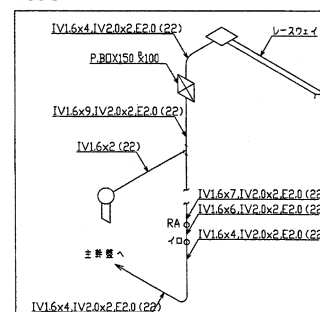 IV1.6x4,IV2.0x2,E2.0 (22)
レースウェイ
P.BOX150 ロ x100
IV1.6x9,IV2.0x2,E2.0 (22)
IV1.6x2 (22)
IV1.6x7,IV2.0x2,E2.0 (22
IV1.6x6,IV2.0x2,E2.0 (22
RA
イロ
IV1.6x4,IV2.0x2,E2.0 (22
主幹盤へ
IV1.6x4,IV2.0x2,E2.0 (22)